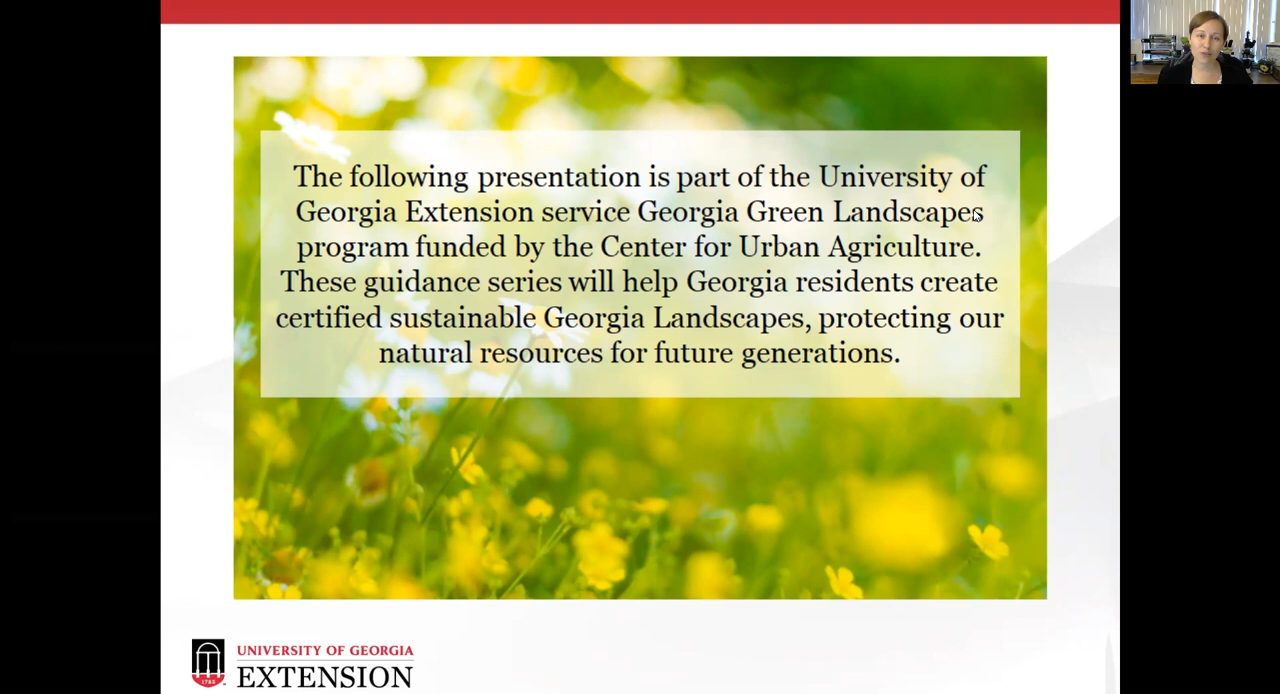 The following presentation is part of the University of
Georgia Extension service Georgia Green Landscapes
program funded by the Center for Urban Agriculture.
These guidance series will help Georgia residents create
certified sustainable Georgia Landscapes, protecting our
natural resources for future generations.
1785
UNIVERSITY OF GEORGIA
EXTENSION